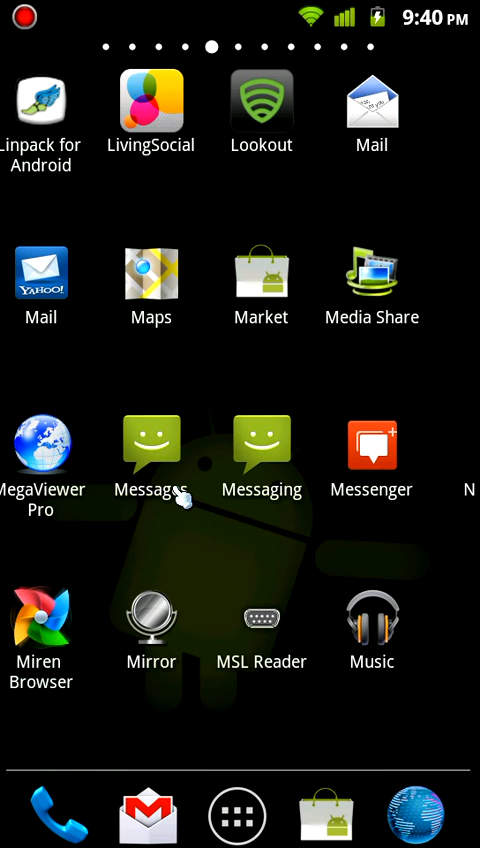 9:40 PM
Linpack for
Android
LivingSocial
Lookout
Mail
YAHOO!
Mail
Maps
Market
Media Share
MegaViewer
Pro
Messages
Messaging
Messenger
N
Miren
Browser
Mirror
MSL Reader
Music